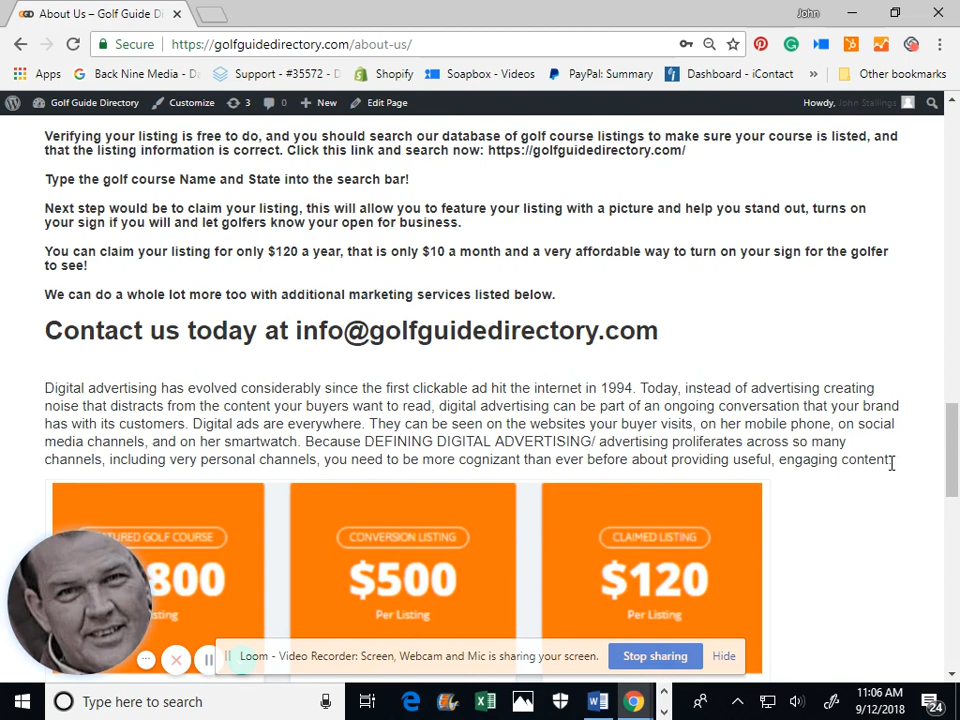 About Us – Golf Guide Di
John
Secure
https://golfguidedirectory.com/about-us/
Apps
Back Nine Media - Da
Support - #35572 - D
Shopify
Soapbox - Videos
PayPal: Summary
Dashboard - iContact
»
Other bookmarks
Golf Guide Directory
Customize
3
0
New
Edit Page
Howdy, John Stallings
Verifying your listing is free to do, and you should search our database of golf course listings to make sure your course is listed, and
that the listing information is correct. Click this link and search now: https://golfguidedirectory.com/
Type the golf course Name and State into the search bar!
Next step would be to claim your listing, this will allow you to feature your listing with a picture and help you stand out, turns on
your sign if you will and let golfers know your open for business.
You can claim your listing for only $120 a year, that is only $10 a month and a very affordable way to turn on your sign for the golfer
to see!
We can do a whole lot more too with additional marketing services listed below.
Contact us today at info@golfguidedirectory.com
Digital advertising has evolved considerably since the first clickable ad hit the internet in 1994. Today, instead of advertising creating
noise that distracts from the content your buyers want to read, digital advertising can be part of an ongoing conversation that your brand
has with its customers. Digital ads are everywhere. They can be seen on the websites your buyer visits, on her mobile phone, on social
media channels, and on her smartwatch. Because DEFINING DIGITAL ADVERTISING/ advertising proliferates across so many
channels, including very personal channels, you need to be more cognizant than ever before about providing useful, engaging content.
GOLF COURSE
800
CONVERSION LISTING
$500
Per Listing
CLAIMED LISTING
$120
Per Listing
Loom - Video Recorder: Screen, Webcam and Mic is sharing your screen.
Stop sharing
Hide
Type here to search
11:06 AM
9/12/2018
24